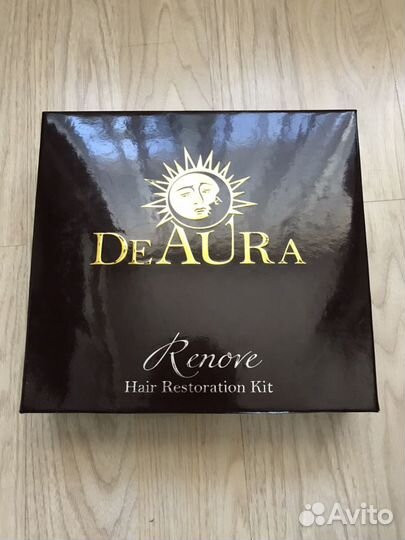 DEAURA
Renove
Hair Restoration Kit
Avito